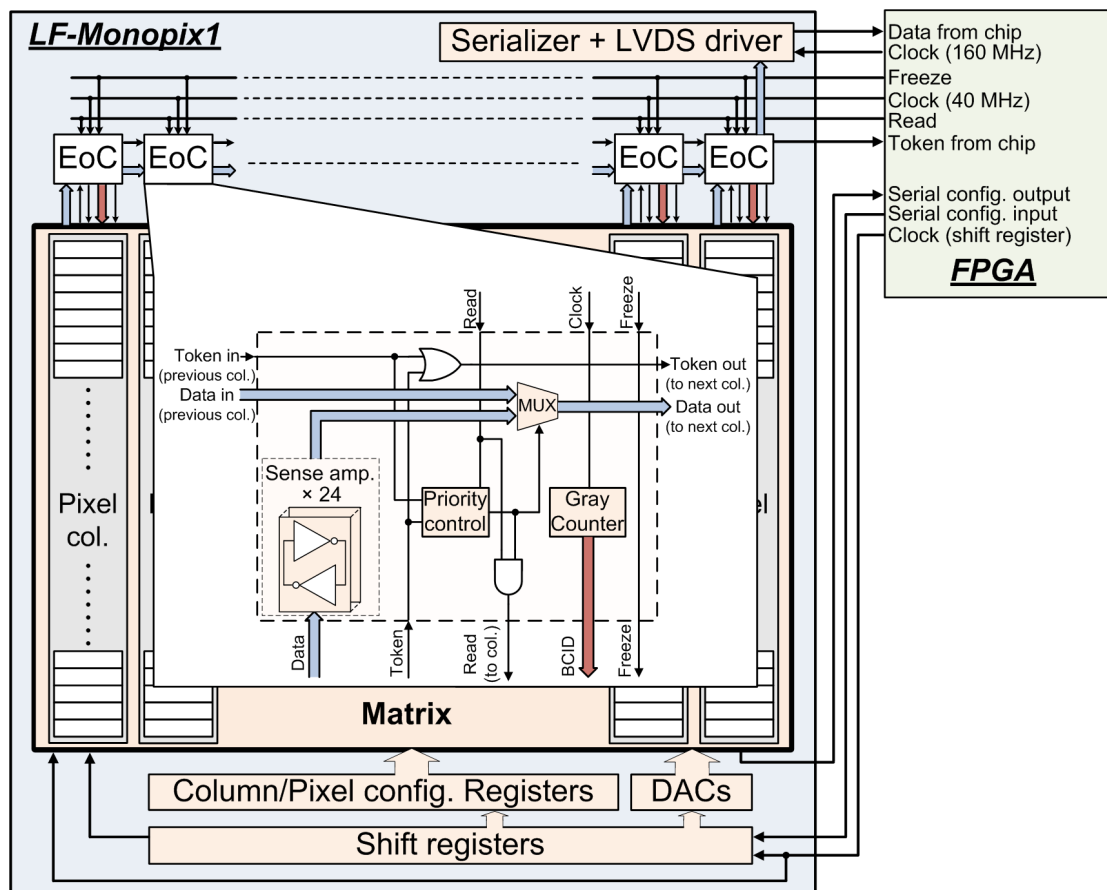 LF-Monopix1
Serializer + LVDS driver
Data from chip
Clock (160 MHz)
Freeze
Clock (40 MHz)
Read
Token from chip
Serial config. output
Serial config. input
Clock (shift register)
FPGA
EoC
EoC
EoC
EoC
Read
Clock
Freeze
Token in
(previous col.)
Data in
(previous col.)
Token out
(to next col.)
Data out
(to next col.)
MUX
Sense amp.
× 24
Priority
control
Gray
Counter
Pixel
col.
Data
Token
Read
(to col.)
BCID
Freeze
Matrix
Column/Pixel config. Registers
DACs
Shift registers